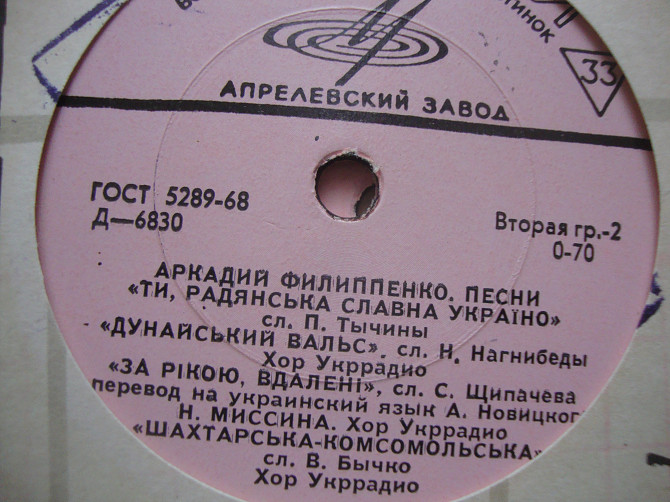 33
АПРЕЛЕВСКИЙ ЗАВОД
ГОСТ 5289-68
Д—6830
Вторая гр.-2
0-70
АРКАДИЙ ФИЛИППЕНКО. ПЕСНИ
«ТИ, РАДЯНСЬКА СЛАВНА УКРАЇНО»
сл. П. Тычины
«ДУНАЙСЬКИЙ ВАЛЬС», сл. Н. Нагнибеды
Хор Укррадио
«ЗА РІКОЮ, ВДАЛЕНІ», сл. С. Щипачева
перевод на украинский язык А. Новицкого
Н. МИССИНА. Хор Укррадио
«ШАХТАРСЬКА-КОМСОМОЛЬСЬКА»
сл. В. Бычко
Хор Укррадио